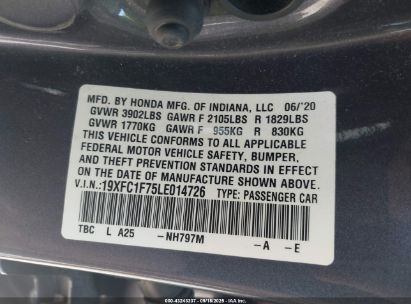 MFD. BY HONDA MFG. OF INDIANA, LLC 06/'20
GVWR 3902LBS GAWR F 2105LBS R 1829LBS
GVWR 1770KG GAWR F 955KG R 830KG
THIS VEHICLE CONFORMS TO ALL APPLICABLE
FEDERAL MOTOR VEHICLE SAFETY, BUMPER,
AND THEFT PREVENTION STANDARDS IN EFFECT
ON THE DATE OF MANUFACTURE SHOWN ABOVE.
V.I.N.:19XFC1F75LE014726 TYPE: PASSENGER CAR
TBC L A25 -NH797M -A -E